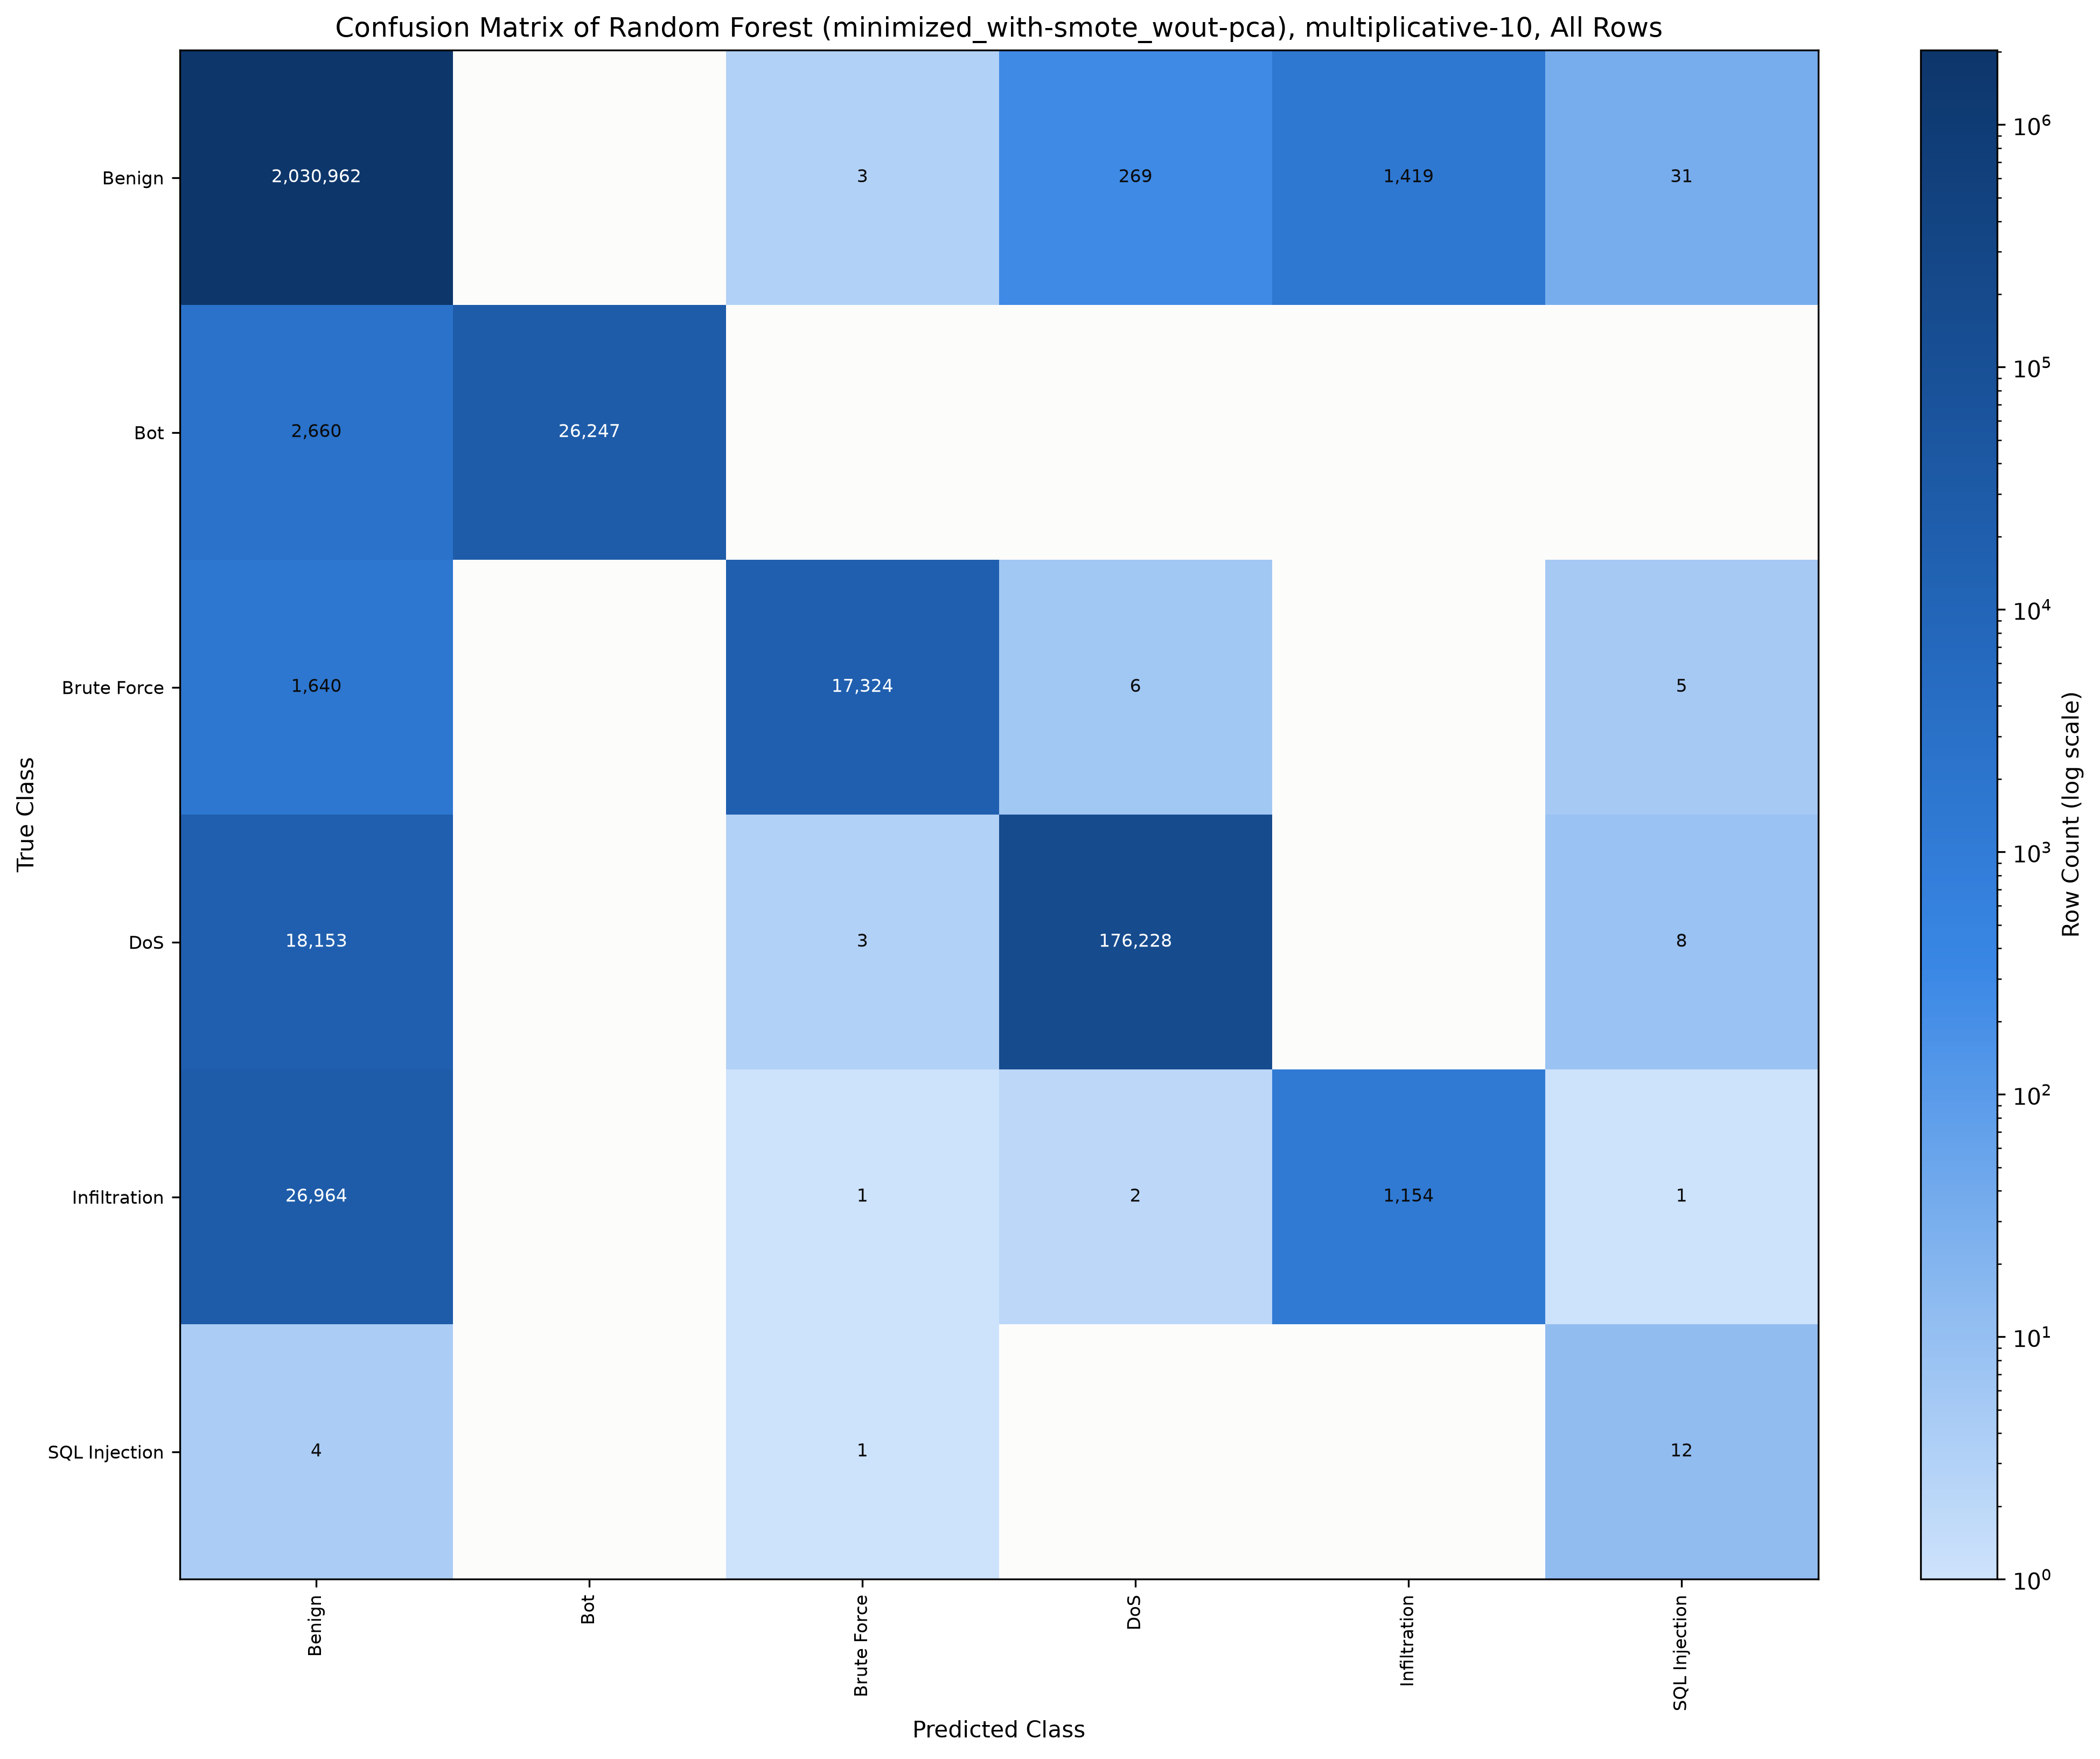 Confusion Matrix of Random Forest (minimized_with-smote_wout-pca), multiplicative-10, All Rows
True Class
Benign 2,030,962 3 269 1,419 31
Bot 2,660 26,247
Brute Force 1,640 17,324 6 5
DoS 18,153 3 176,228 8
Infiltration 26,964 1 2 1,154 1
SQL Injection 4 1 12
Benign Bot Brute Force DoS Infiltration SQL Injection
Predicted Class
10⁶
10⁵
10⁴
10³
10²
10¹
10⁰
Row Count (log scale)